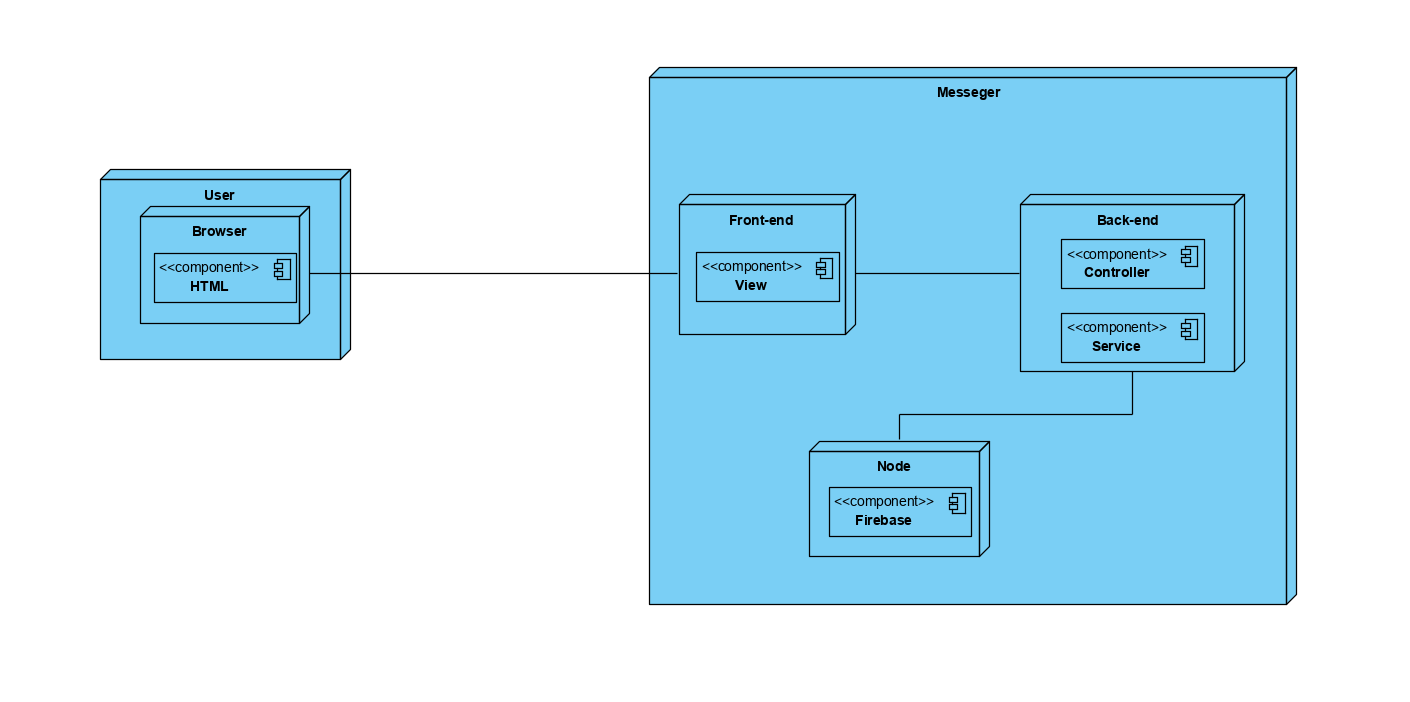 Messeger
User
Browser
<<component>>
HTML
Front-end
<<component>>
View
Back-end
<<component>>
Controller
<<component>>
Service
Node
<<component>>
Firebase